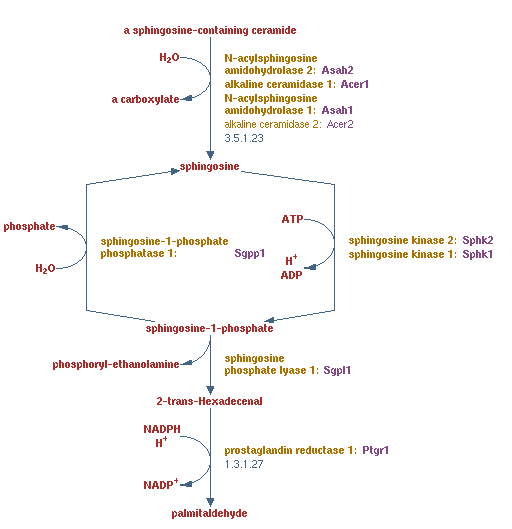 a sphingosine-containing ceramide
H2O
N-acylsphingosine
amidohydrolase 2: Asah2
alkaline ceramidase 1: Acer1
a carboxylate
N-acylsphingosine
amidohydrolase 1: Asah1
alkaline ceramidase 2: Acer2
3.5.1.23
sphingosine
phosphate
ATP
sphingosine-1-phosphate
phosphatase 1: Sgpp1
sphingosine kinase 2: Sphk2
sphingosine kinase 1: Sphk1
H2O
H+
ADP
sphingosine-1-phosphate
phosphoryl-ethanolamine
sphingosine
phosphate lyase 1: Sgpl1
2-trans-Hexadecenal
NADPH
H+
prostaglandin reductase 1: Ptgr1
1.3.1.27
NADP+
palmitaldehyde